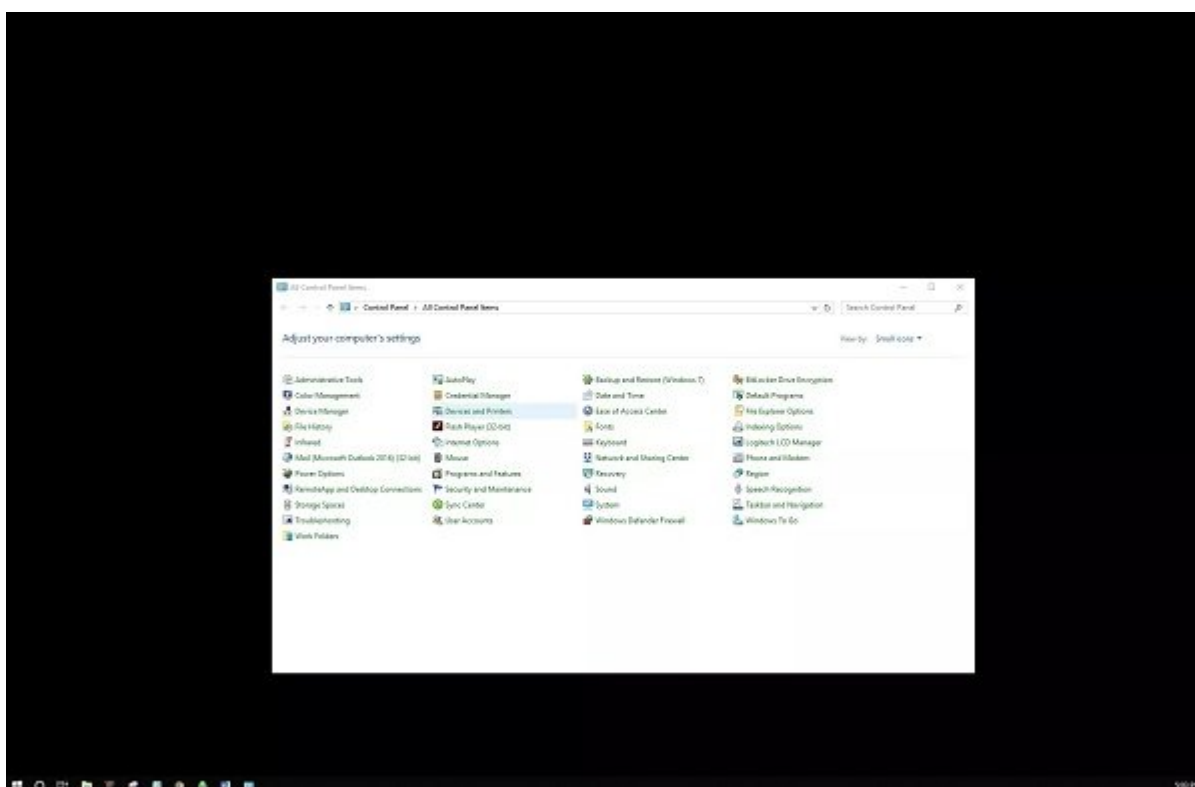 All Control Panel Items
Control Panel › All Control Panel Items
Search Control Panel
Adjust your computer's settings
View by: Small icons
Administrative Tools
AutoPlay
Backup and Restore (Windows 7)
BitLocker Drive Encryption
Color Management
Credential Manager
Date and Time
Default Programs
Device Manager
Devices and Printers
Ease of Access Center
File Explorer Options
File History
Flash Player (32-bit)
Fonts
Indexing Options
Infrared
Internet Options
Keyboard
Logitech LCD Manager
Mail (Microsoft Outlook 2016) (32-bit)
Mouse
Network and Sharing Center
Phone and Modem
Power Options
Programs and Features
Recovery
Region
RemoteApp and Desktop Connections
Security and Maintenance
Sound
Speech Recognition
Storage Spaces
Sync Center
System
Taskbar and Navigation
Troubleshooting
User Accounts
Windows Defender Firewall
Windows To Go
Work Folders